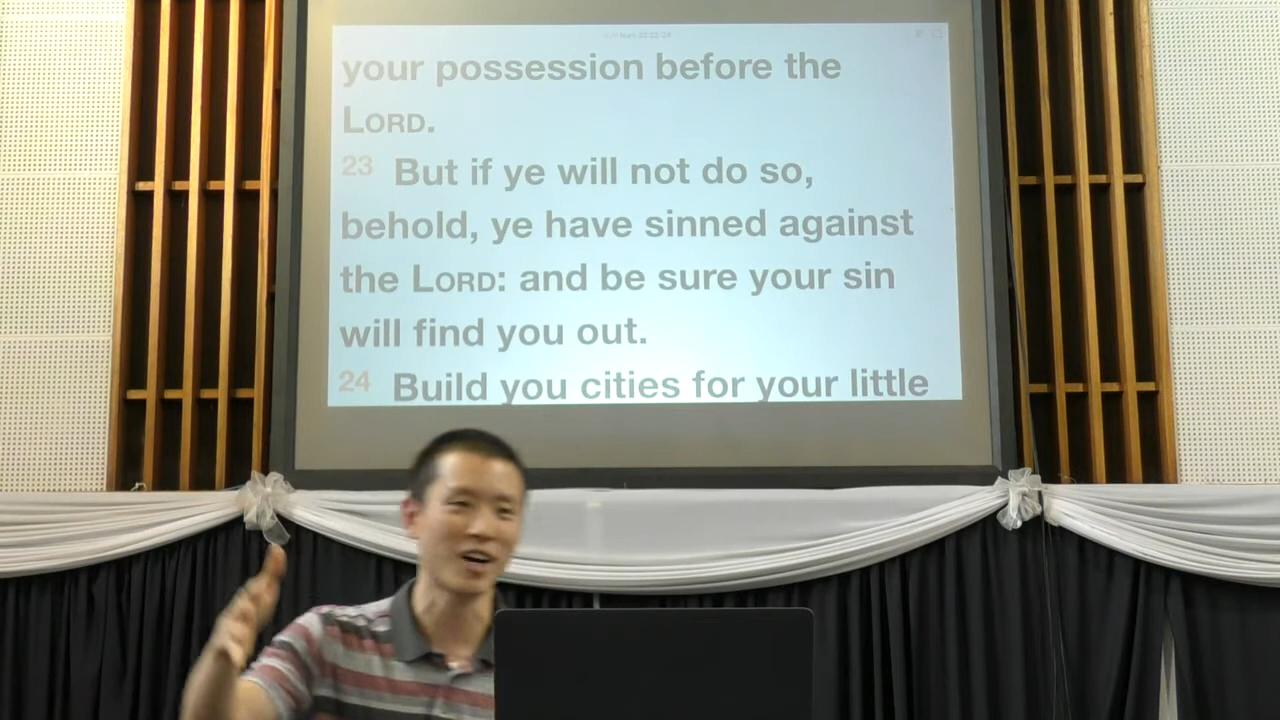 your possession before the
LORD.
23 But if ye will not do so,
behold, ye have sinned against
the LORD: and be sure your sin
will find you out.
24 Build you cities for your little